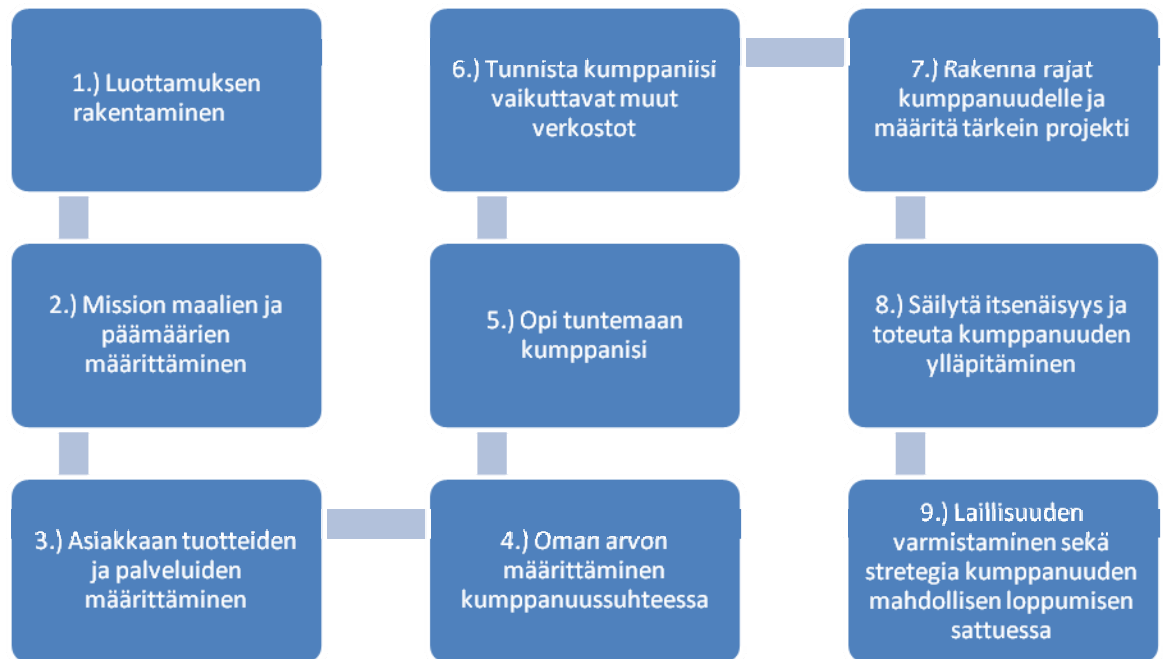 1.) Luottamuksen
rakentaminen
2.) Mission maalien ja
päämäärien
määrittäminen
3.) Asiakkaan tuotteiden
ja palveluiden
määrittäminen
4.) Oman arvon
määrittäminen
kumppanuussuhteessa
5.) Opi tuntemaan
kumppanisi
6.) Tunnista kumppaniisi
vaikuttavat muut
verkostot
7.) Rakenna rajat
kumppanuudelle ja
määritä tärkein projekti
8.) Säilytä itsenäisyys ja
toteuta kumppanuuden
ylläpitäminen
9.) Laillisuuden
varmistaminen sekä
stretegia kumppanuuden
mahdollisen loppumisen
sattuessa